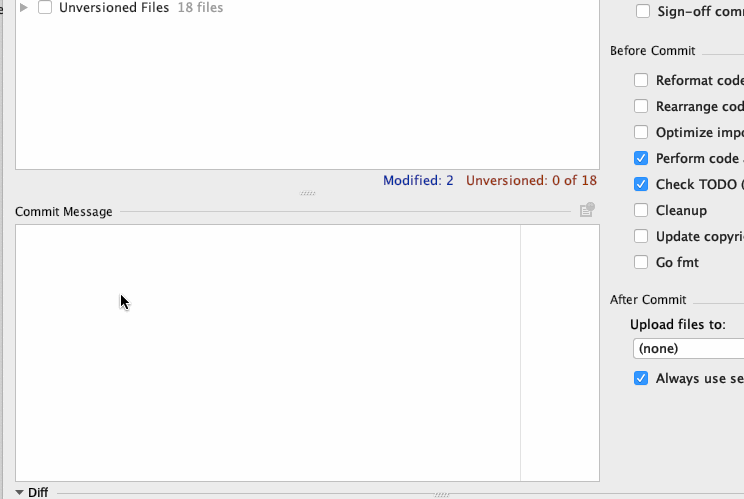 Unversioned Files 18 files
Modified: 2 Unversioned: 0 of 18
Commit Message
Diff
Sign-off com
Before Commit
Reformat code
Rearrange cod
Optimize impo
Perform code
Check TODO (
Cleanup
Update copyri
Go fmt
After Commit
Upload files to:
(none)
Always use se